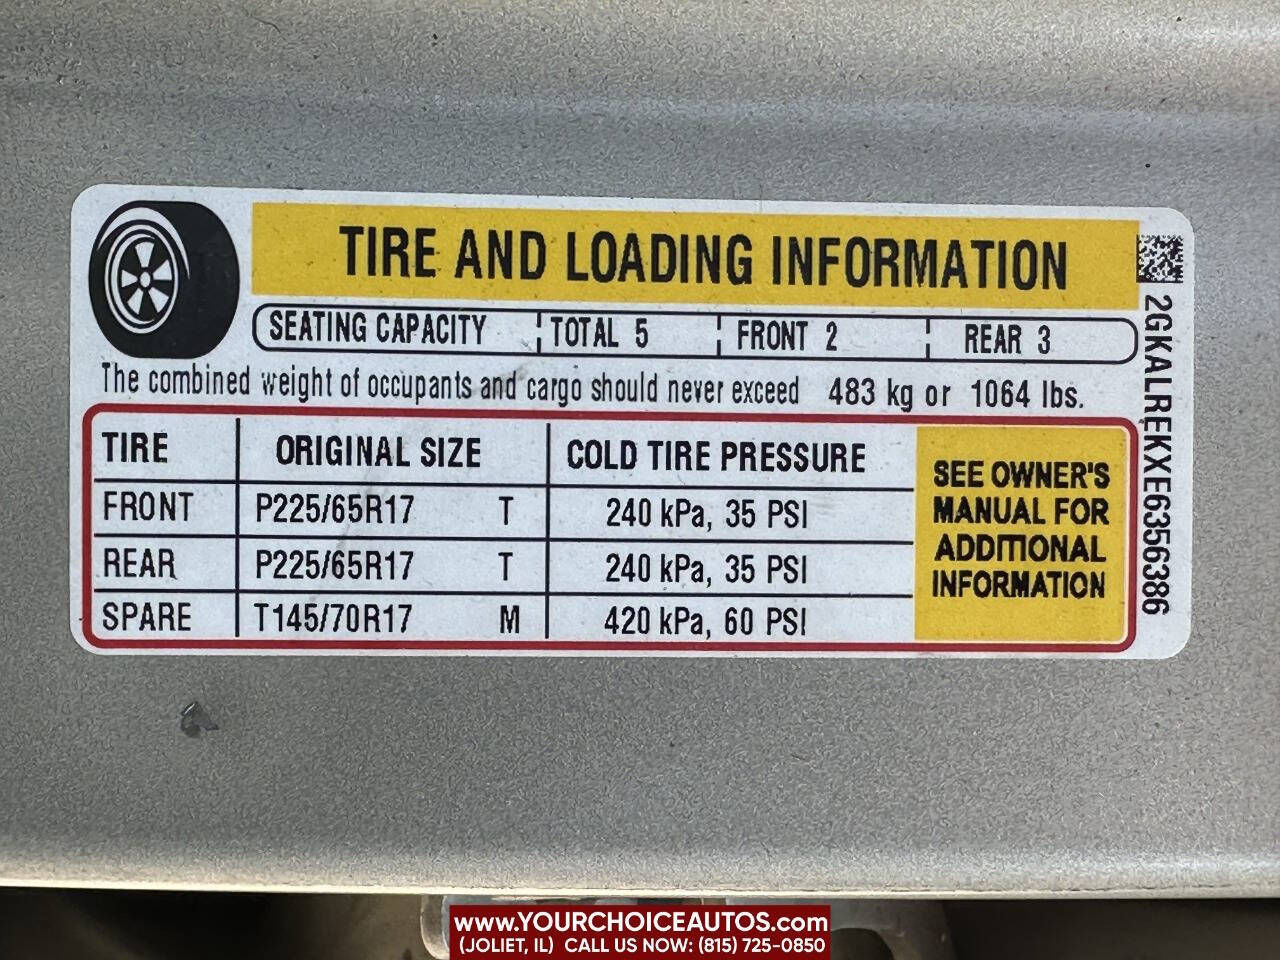 TIRE AND LOADING INFORMATION
SEATING CAPACITY TOTAL 5 FRONT 2 REAR 3
The combined weight of occupants and cargo should never exceed 483 kg or 1064 lbs.
TIRE ORIGINAL SIZE COLD TIRE PRESSURE
FRONT P225/65R17 T 240 kPa, 35 PSI
REAR P225/65R17 T 240 kPa, 35 PSI
SPARE T145/70R17 M 420 kPa, 60 PSI
SEE OWNER'S
MANUAL FOR
ADDITIONAL
INFORMATION
2GKALREKXE6356386
www.YOURCHOICEAUTOS.com
(JOLIET, IL) CALL US NOW: (815) 725-0850